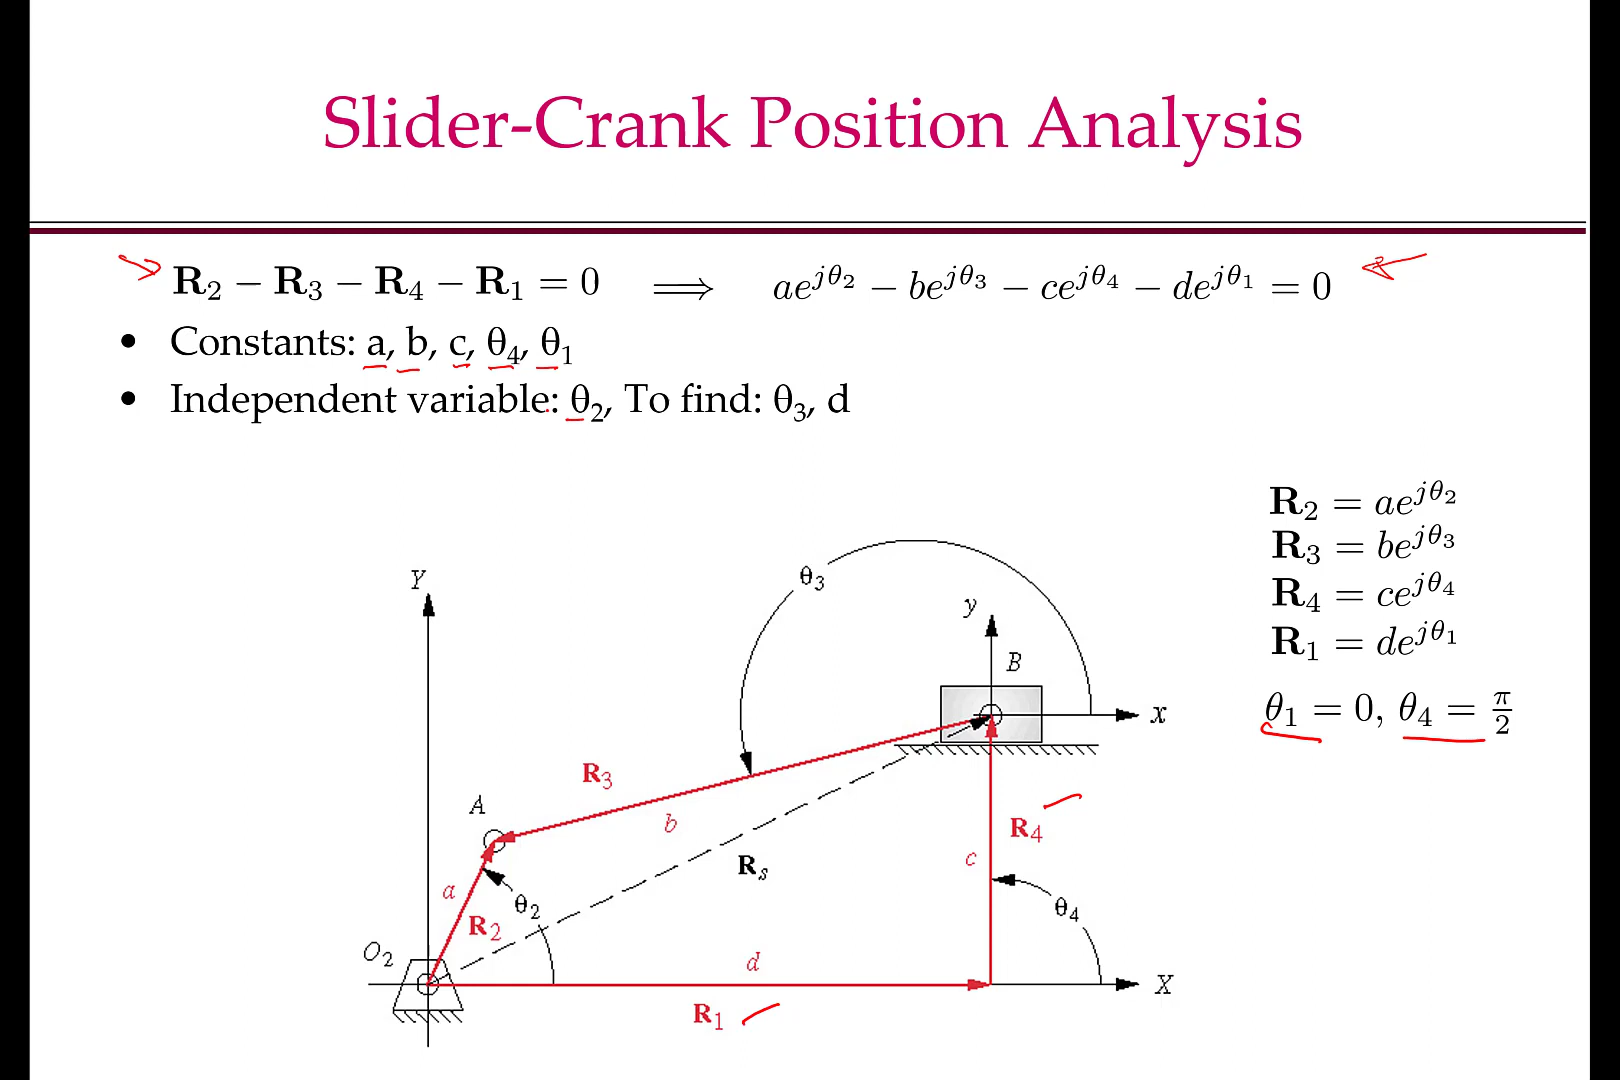 Slider-Crank Position Analysis
R₂ − R₃ − R₄ − R₁ = 0 ⟹ ae^{jθ₂} − be^{jθ₃} − ce^{jθ₄} − de^{jθ₁} = 0
• Constants: a, b, c, θ₄, θ₁
• Independent variable: θ₂, To find: θ₃, d
R₂ = ae^{jθ₂}
R₃ = be^{jθ₃}
R₄ = ce^{jθ₄}
R₁ = de^{jθ₁}
θ₁ = 0, θ₄ = π/2
Y
θ₃
y
B
x
R₃
A
b
R₄
R_s
c
a
θ₂
R₂
θ₄
O₂
d
X
R₁